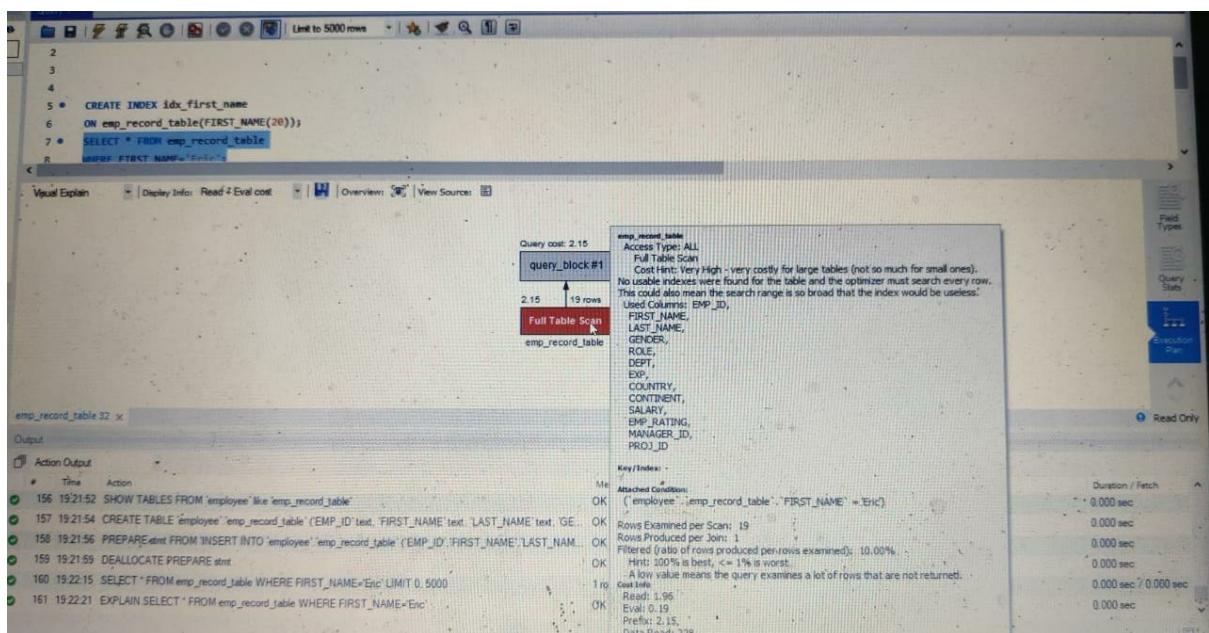 Limit to 5000 rows
2
3
4
5 CREATE INDEX idx_first_name
6 ON emp_record_table(FIRST_NAME(20));
7 SELECT * FROM emp_record_table
8 WHERE FIRST_NAME='Eric';
Visual Explain Display Info: Read + Eval cost Overview: View Source:
Field Types
Query Stats
Execution Plan
Query cost: 2.15
query_block #1
2.15 19 rows
Full Table Scan
emp_record_table
emp_record_table
Access Type: ALL
Full Table Scan
Cost Hint: Very High - very costly for large tables (not so much for small ones).
No usable indexes were found for the table and the optimizer must search every row.
This could also mean the search range is so broad that the index would be useless.
Used Columns: EMP_ID,
FIRST_NAME,
LAST_NAME,
GENDER,
ROLE,
DEPT,
EXP,
COUNTRY,
CONTINENT,
SALARY,
EMP_RATING,
MANAGER_ID,
PROJ_ID
Key/Index: -
Attached Condition:
(`employee`.`emp_record_table`.`FIRST_NAME` = 'Eric')
Rows Examined per Scan: 19
Rows Produced per Join: 1
Filtered (ratio of rows produced per rows examined): 10.00%
Hint: 100% is best, <= 1% is worst
A low value means the query examines a lot of rows that are not returned.
Cost Info
Read: 1.96
Eval: 0.19
Prefix: 2.15,
Data Read: 228
emp_record_table 32
Read Only
Output
Action Output
# Time Action Me Duration / Fetch
156 19:21:52 SHOW TABLES FROM `employee` like 'emp_record_table' OK 0.000 sec
157 19:21:54 CREATE TABLE `employee`.`emp_record_table` (`EMP_ID` text, `FIRST_NAME` text, `LAST_NAME` text, `GE... OK 0.000 sec
158 19:21:56 PREPARE stmt FROM 'INSERT INTO `employee`.`emp_record_table` (`EMP_ID`,`FIRST_NAME`,`LAST_NAM... OK 0.000 sec
159 19:21:59 DEALLOCATE PREPARE stmt OK 0.000 sec
160 19:22:15 SELECT * FROM emp_record_table WHERE FIRST_NAME='Eric' LIMIT 0, 5000 1 ro 0.000 sec / 0.000 sec
161 19:22:21 EXPLAIN SELECT * FROM emp_record_table WHERE FIRST_NAME='Eric' OK 0.000 sec